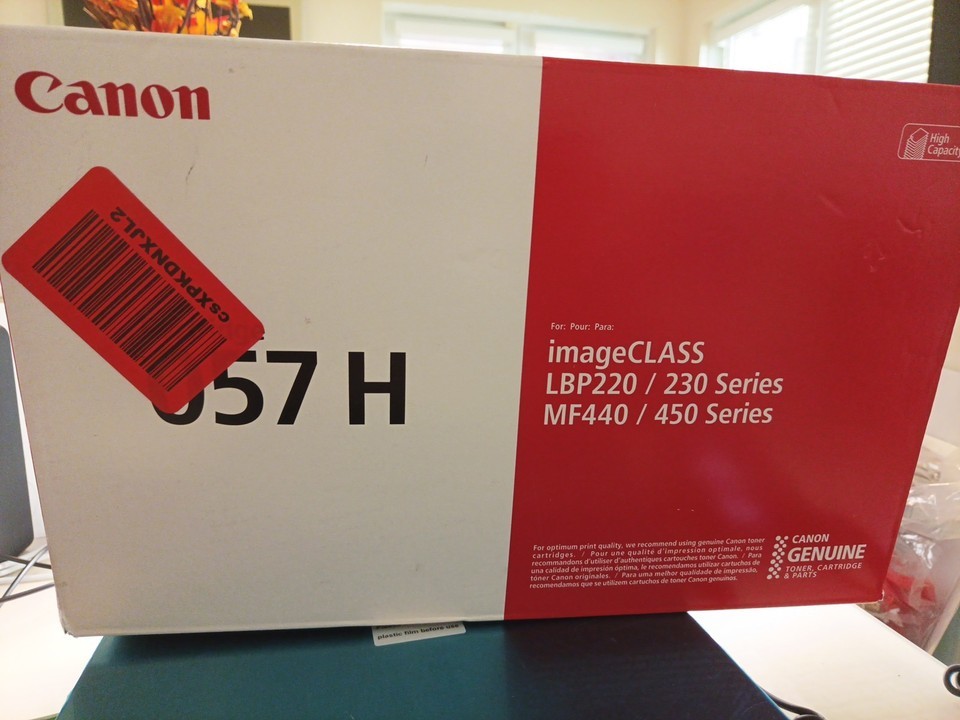 Canon
High
Capacity
csXPKDNXJL2
057 H
For: Pour: Para:
imageCLASS
LBP220 / 230 Series
MF440 / 450 Series
For optimum print quality, we recommend using genuine Canon toner
cartridges. / Pour une qualité d'impression optimale, nous
recommandons d'utiliser d'authentiques cartouches toner Canon. / Para
una calidad de impresión óptima, le recomendamos utilizar cartuchos de
tóner Canon originales. / Para uma melhor qualidade de impressão,
recomendamos que se utilizem cartuchos de toner Canon genuínos.
CANON
GENUINE
TONER, CARTRIDGE
& PARTS
plastic film before use